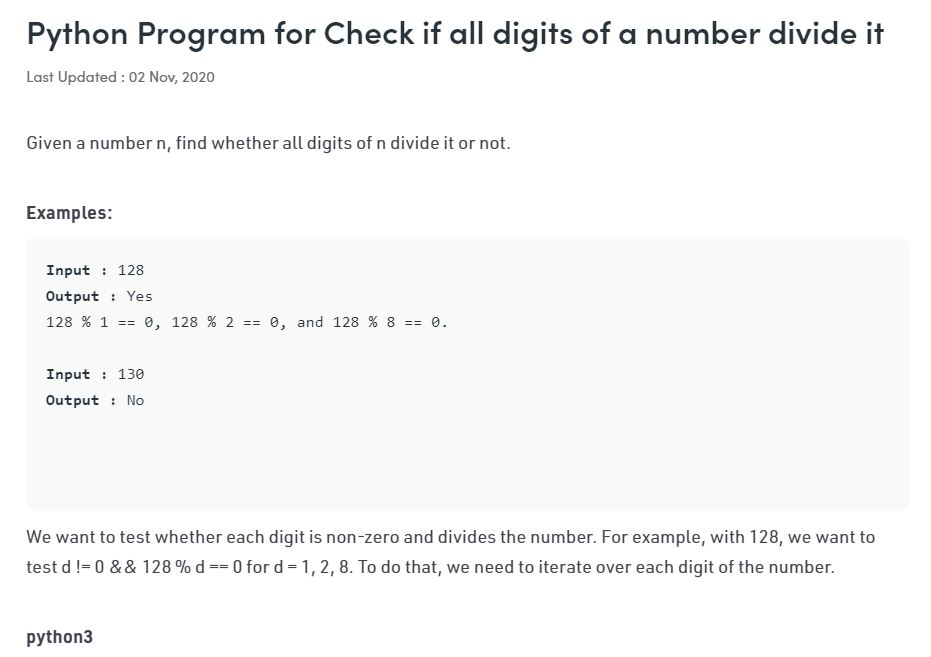 Python Program for Check if all digits of a number divide it
Last Updated : 02 Nov, 2020
Given a number n, find whether all digits of n divide it or not.
Examples:
Input : 128
Output : Yes
128 % 1 == 0, 128 % 2 == 0, and 128 % 8 == 0.
Input : 130
Output : No
We want to test whether each digit is non-zero and divides the number. For example, with 128, we want to
test d != 0 && 128 % d == 0 for d = 1, 2, 8. To do that, we need to iterate over each digit of the number.
python3